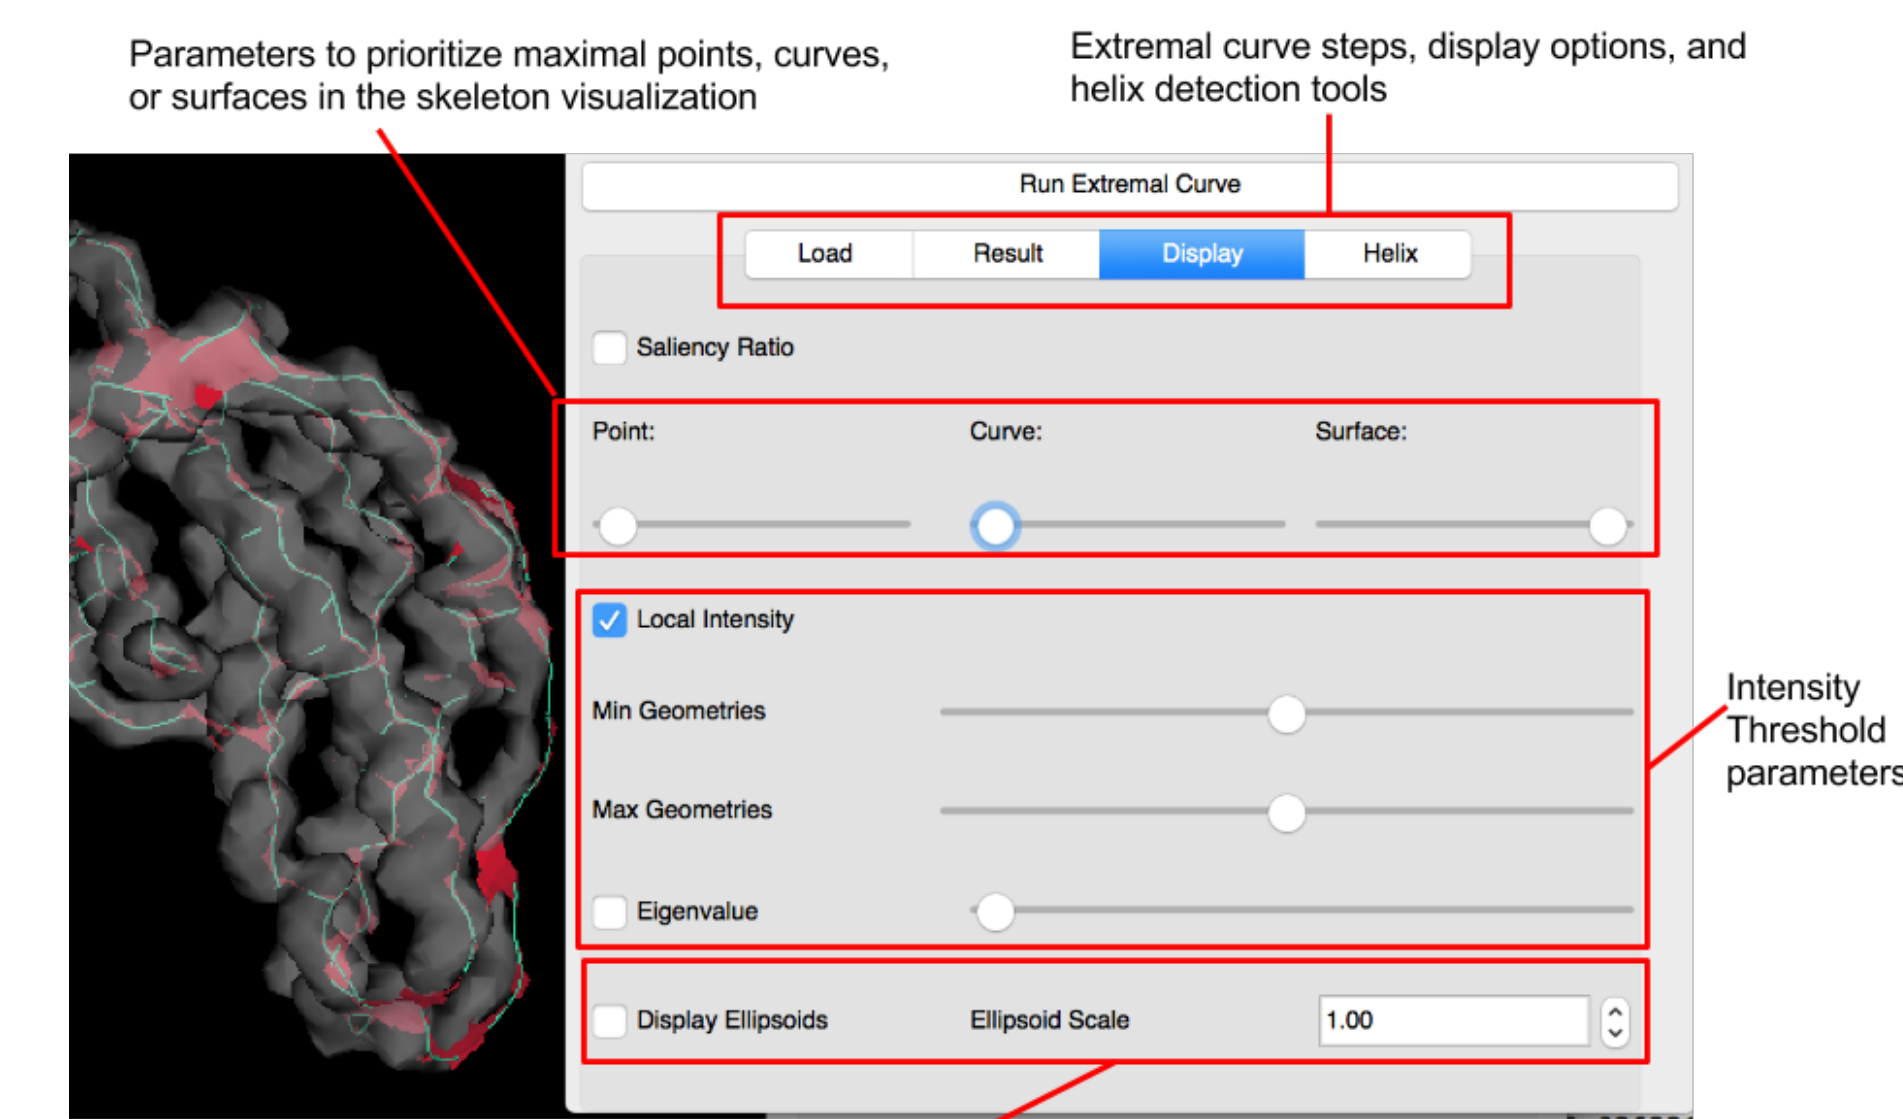 Parameters to prioritize maximal points, curves,
or surfaces in the skeleton visualization
Extremal curve steps, display options, and
helix detection tools
Run Extremal Curve
Load Result Display Helix
Saliency Ratio
Point: Curve: Surface:
Local Intensity
Min Geometries
Max Geometries
Eigenvalue
Display Ellipsoids Ellipsoid Scale 1.00
Intensity
Threshold
parameters